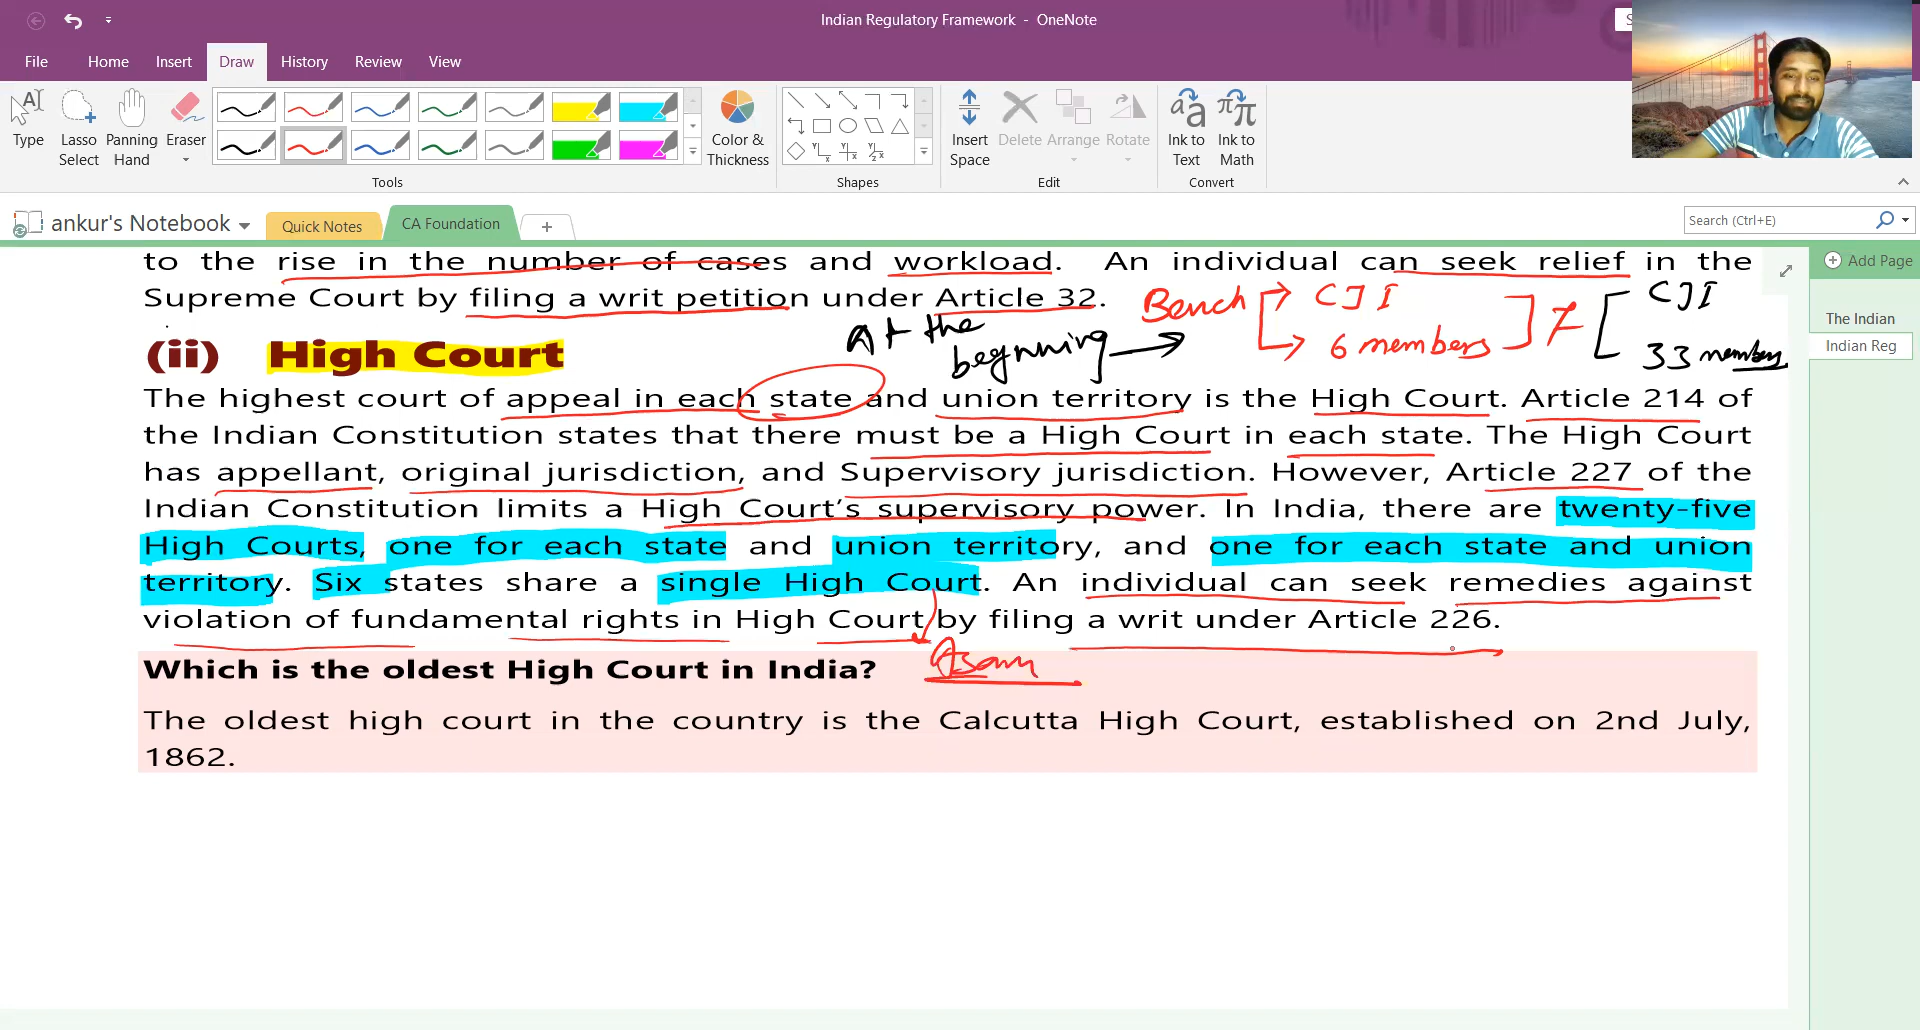 Indian Regulatory Framework - OneNote
File Home Insert Draw History Review View
Type Lasso Select Panning Hand Eraser Color & Thickness Insert Space Delete Arrange Rotate Ink to Text Ink to Math
Tools Shapes Edit Convert
ankur's Notebook Quick Notes CA Foundation + Search (Ctrl+E)
Add Page
The Indian
Indian Reg
to the rise in the number of cases and workload. An individual can seek relief in the
Supreme Court by filing a writ petition under Article 32.
At the beginning
Bench CJI
6 members
7
CJI
33 members
(ii) High Court
The highest court of appeal in each state and union territory is the High Court. Article 214 of
the Indian Constitution states that there must be a High Court in each state. The High Court
has appellant, original jurisdiction, and Supervisory jurisdiction. However, Article 227 of the
Indian Constitution limits a High Court's supervisory power. In India, there are twenty-five
High Courts, one for each state and union territory, and one for each state and union
territory. Six states share a single High Court. An individual can seek remedies against
violation of fundamental rights in High Court by filing a writ under Article 226.
Which is the oldest High Court in India?
Asam
The oldest high court in the country is the Calcutta High Court, established on 2nd July,
1862.